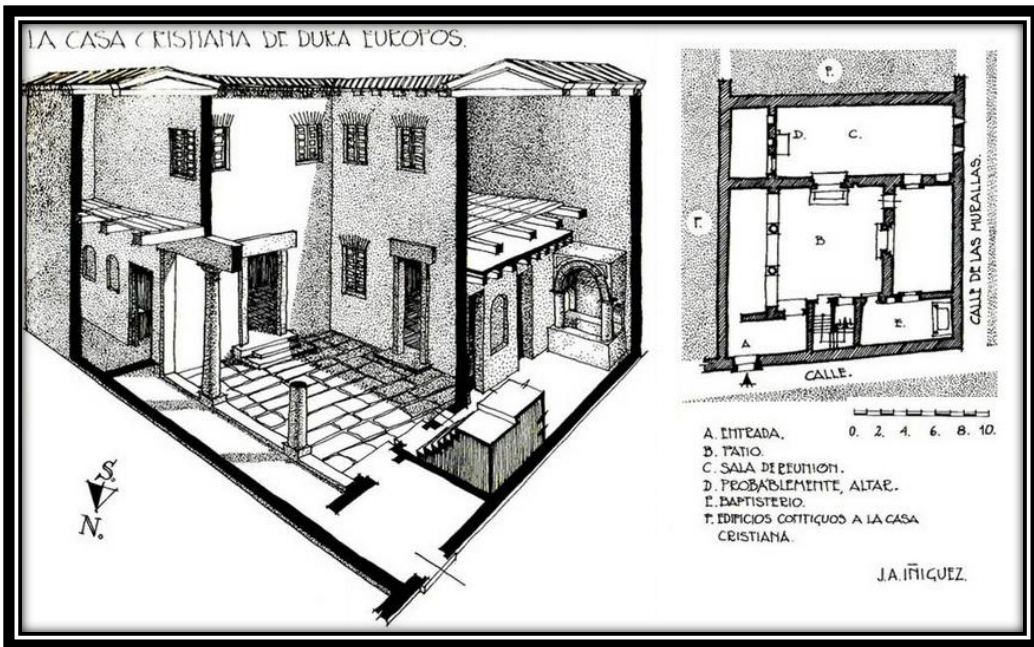 LA CASA CRISTIANA DE DURA EUROPOS.
S.
N.
F.
D.
C.
F.
B
E.
A
CALLE DE LAS MURALLAS.
CALLE.
0. 2. 4. 6. 8. 10.
A. ENTRADA.
B. PATIO.
C. SALA DE REUNION.
D. PROBABLEMENTE, ALTAR.
E. BAPTISTERIO.
F. EDIFICIOS CONTIGUOS A LA CASA
CRISTIANA.
J.A. IÑIGUEZ.